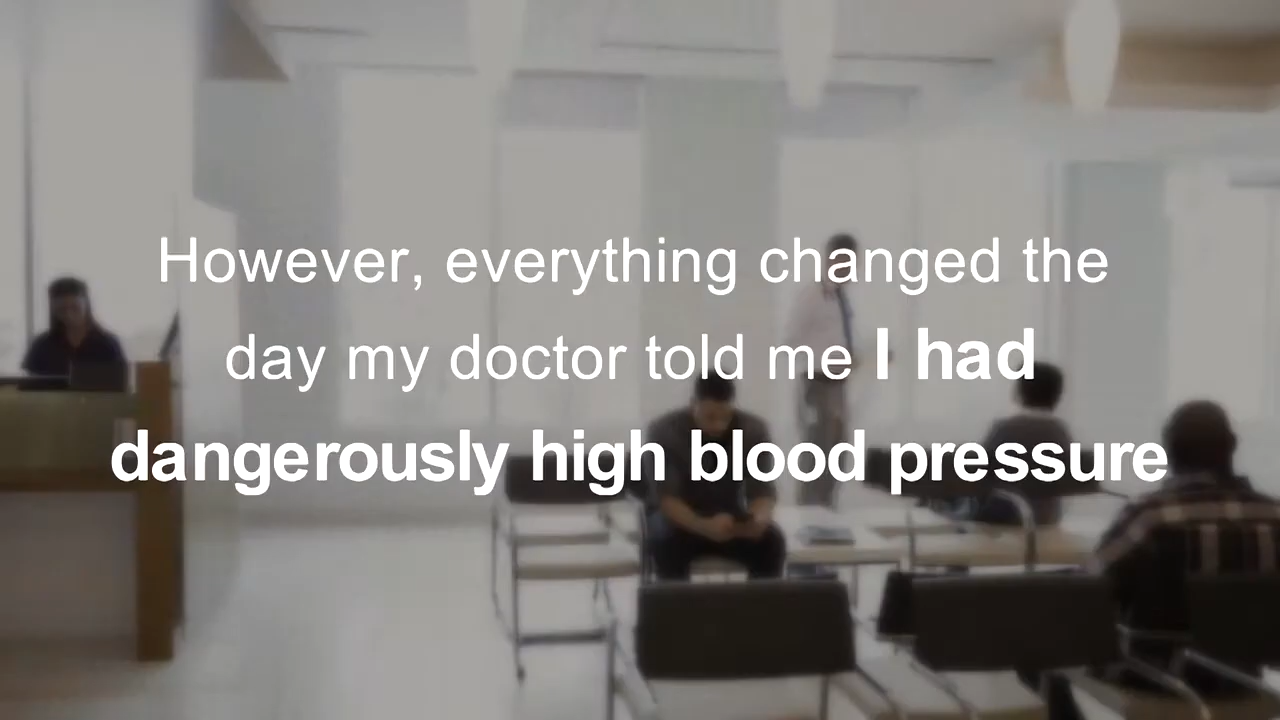 However, everything changed the
day my doctor told me I had
dangerously high blood pressure